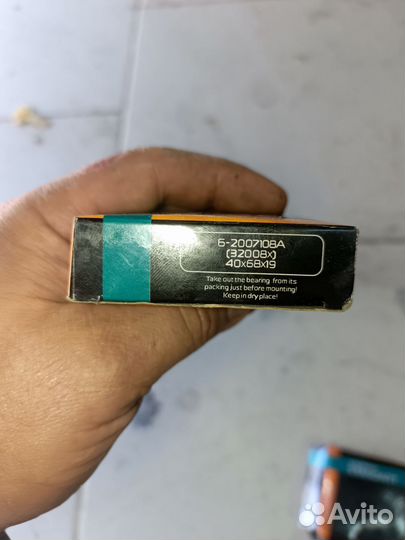 6-2007108A
(32008x)
40x68x19
Take out the bearing from its
packing just before mounting!
Keep in dry place!
Avito